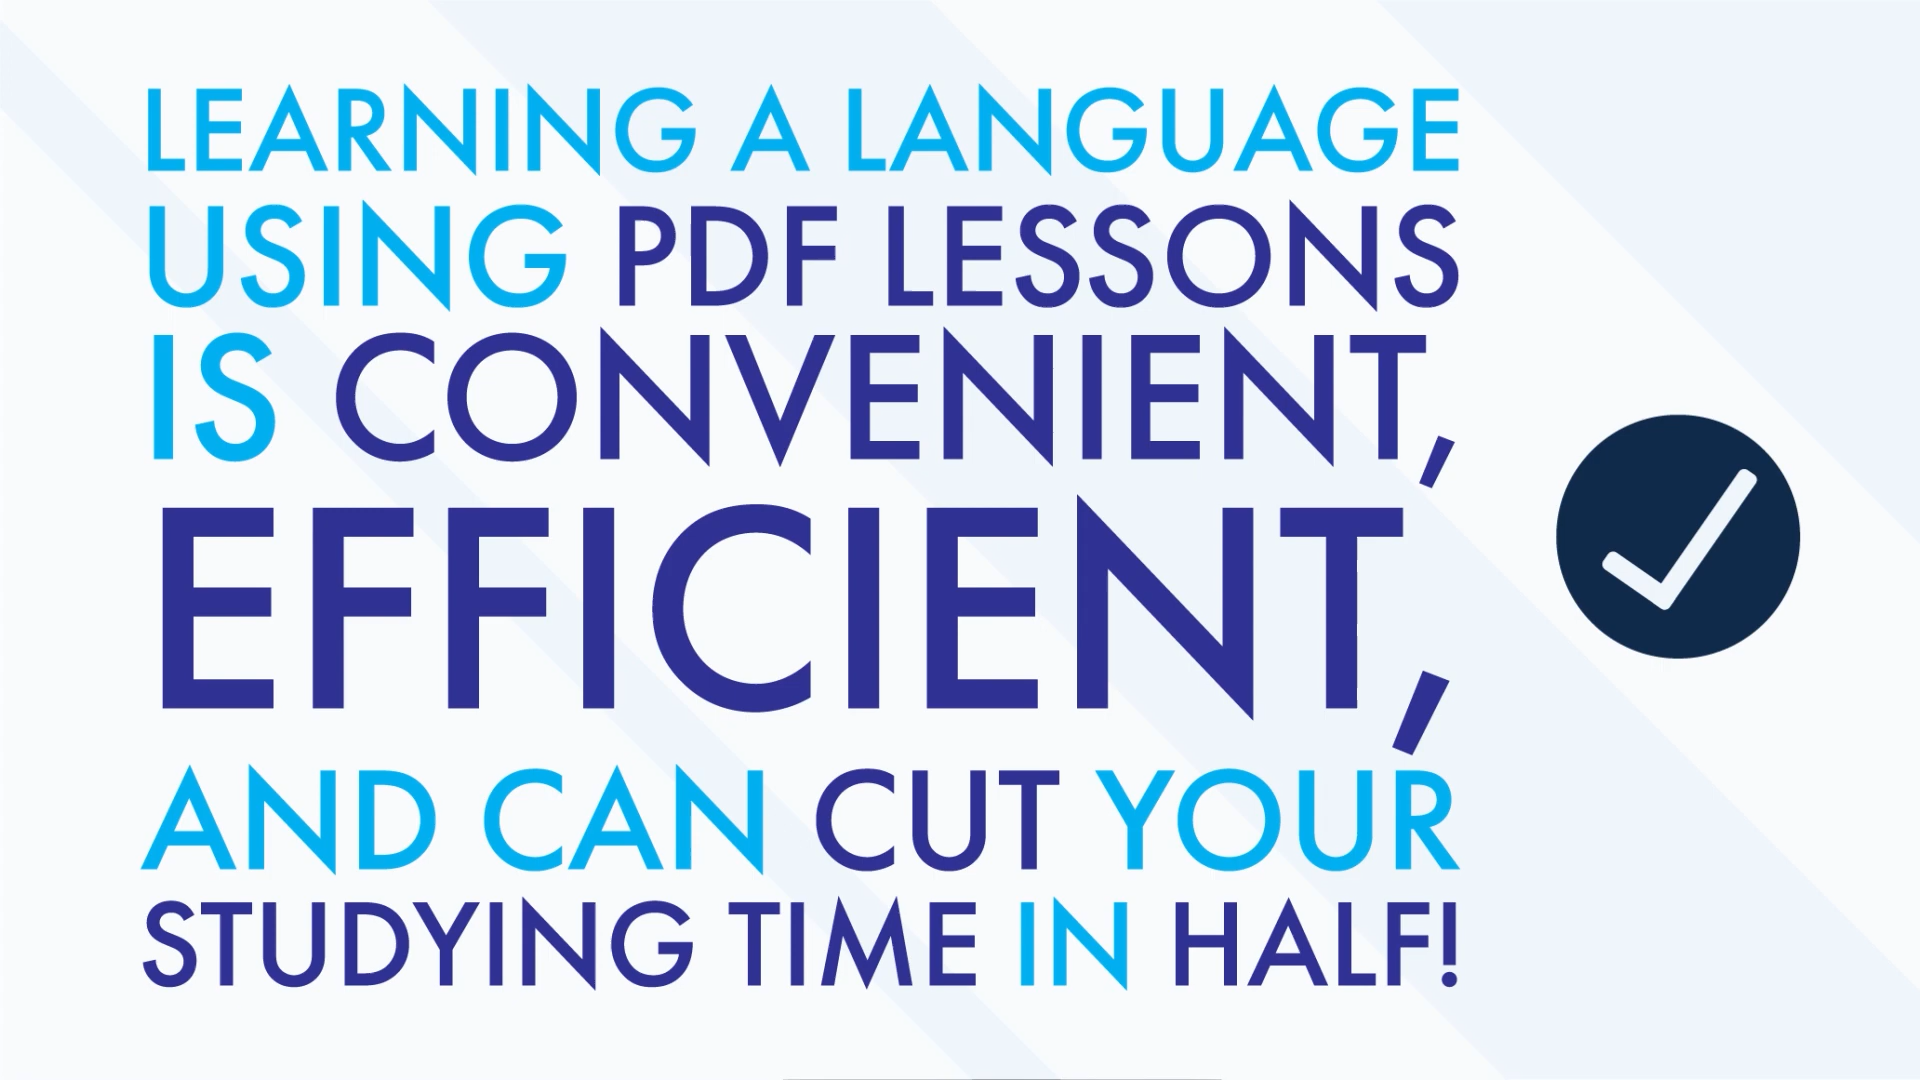 LEARNING A LANGUAGE
USING PDF LESSONS
IS CONVENIENT,
EFFICIENT,
AND CAN CUT YOUR
STUDYING TIME IN HALF!